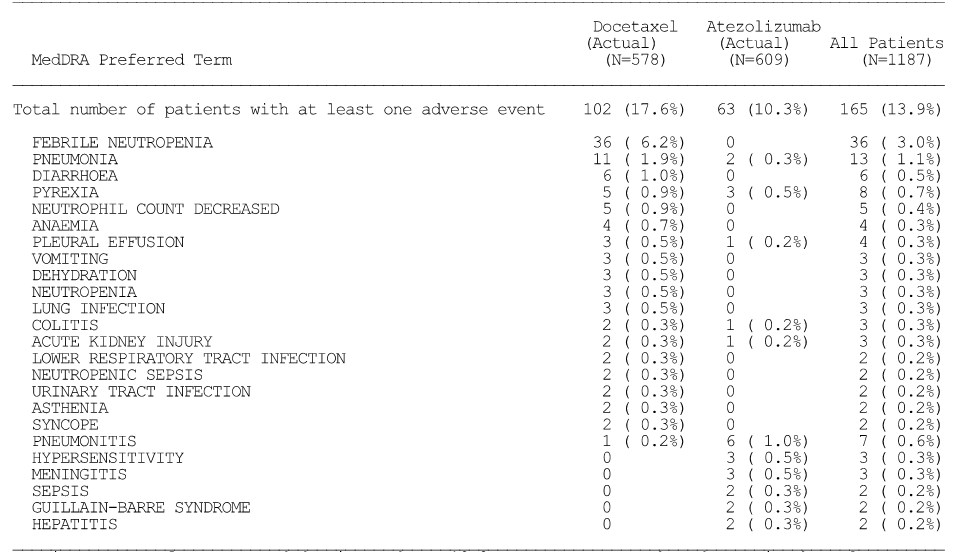 Docetaxel Atezolizumab
(Actual) (Actual) All Patients
MedDRA Preferred Term (N=578) (N=609) (N=1187)
Total number of patients with at least one adverse event 102 (17.6%) 63 (10.3%) 165 (13.9%)
FEBRILE NEUTROPENIA 36 ( 6.2%) 0 36 ( 3.0%)
PNEUMONIA 11 ( 1.9%) 2 ( 0.3%) 13 ( 1.1%)
DIARRHOEA 6 ( 1.0%) 0 6 ( 0.5%)
PYREXIA 5 ( 0.9%) 3 ( 0.5%) 8 ( 0.7%)
NEUTROPHIL COUNT DECREASED 5 ( 0.9%) 0 5 ( 0.4%)
ANAEMIA 4 ( 0.7%) 0 4 ( 0.3%)
PLEURAL EFFUSION 3 ( 0.5%) 1 ( 0.2%) 4 ( 0.3%)
VOMITING 3 ( 0.5%) 0 3 ( 0.3%)
DEHYDRATION 3 ( 0.5%) 0 3 ( 0.3%)
NEUTROPENIA 3 ( 0.5%) 0 3 ( 0.3%)
LUNG INFECTION 3 ( 0.5%) 0 3 ( 0.3%)
COLITIS 2 ( 0.3%) 1 ( 0.2%) 3 ( 0.3%)
ACUTE KIDNEY INJURY 2 ( 0.3%) 1 ( 0.2%) 3 ( 0.3%)
LOWER RESPIRATORY TRACT INFECTION 2 ( 0.3%) 0 2 ( 0.2%)
NEUTROPENIC SEPSIS 2 ( 0.3%) 0 2 ( 0.2%)
URINARY TRACT INFECTION 2 ( 0.3%) 0 2 ( 0.2%)
ASTHENIA 2 ( 0.3%) 0 2 ( 0.2%)
SYNCOPE 2 ( 0.3%) 0 2 ( 0.2%)
PNEUMONITIS 1 ( 0.2%) 6 ( 1.0%) 7 ( 0.6%)
HYPERSENSITIVITY 0 3 ( 0.5%) 3 ( 0.3%)
MENINGITIS 0 3 ( 0.5%) 3 ( 0.3%)
SEPSIS 0 2 ( 0.3%) 2 ( 0.2%)
GUILLAIN-BARRE SYNDROME 0 2 ( 0.3%) 2 ( 0.2%)
HEPATITIS 0 2 ( 0.3%) 2 ( 0.2%)